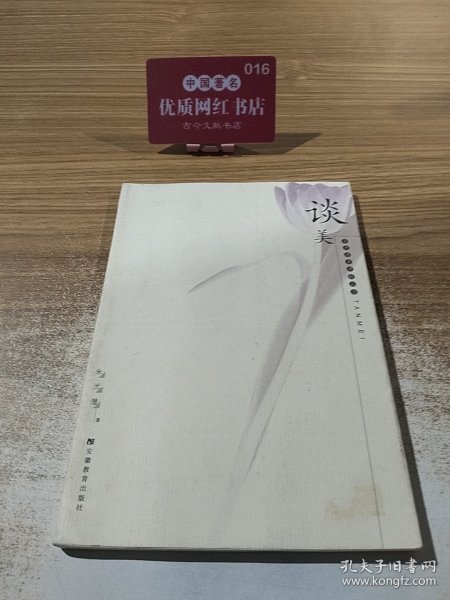 016
中国著名
优质网红书店
古今文献书店
谈
美
TANMEI
朱光潜 著
安徽教育出版社
孔夫子旧书网
www.kongfz.com